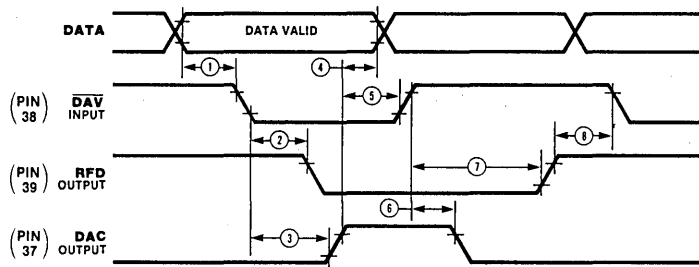 DATA
DATA VALID
1
4
(PIN 38) DAV INPUT
5
2
8
(PIN 39) RFD OUTPUT
7
6
(PIN 37) DAC OUTPUT
3